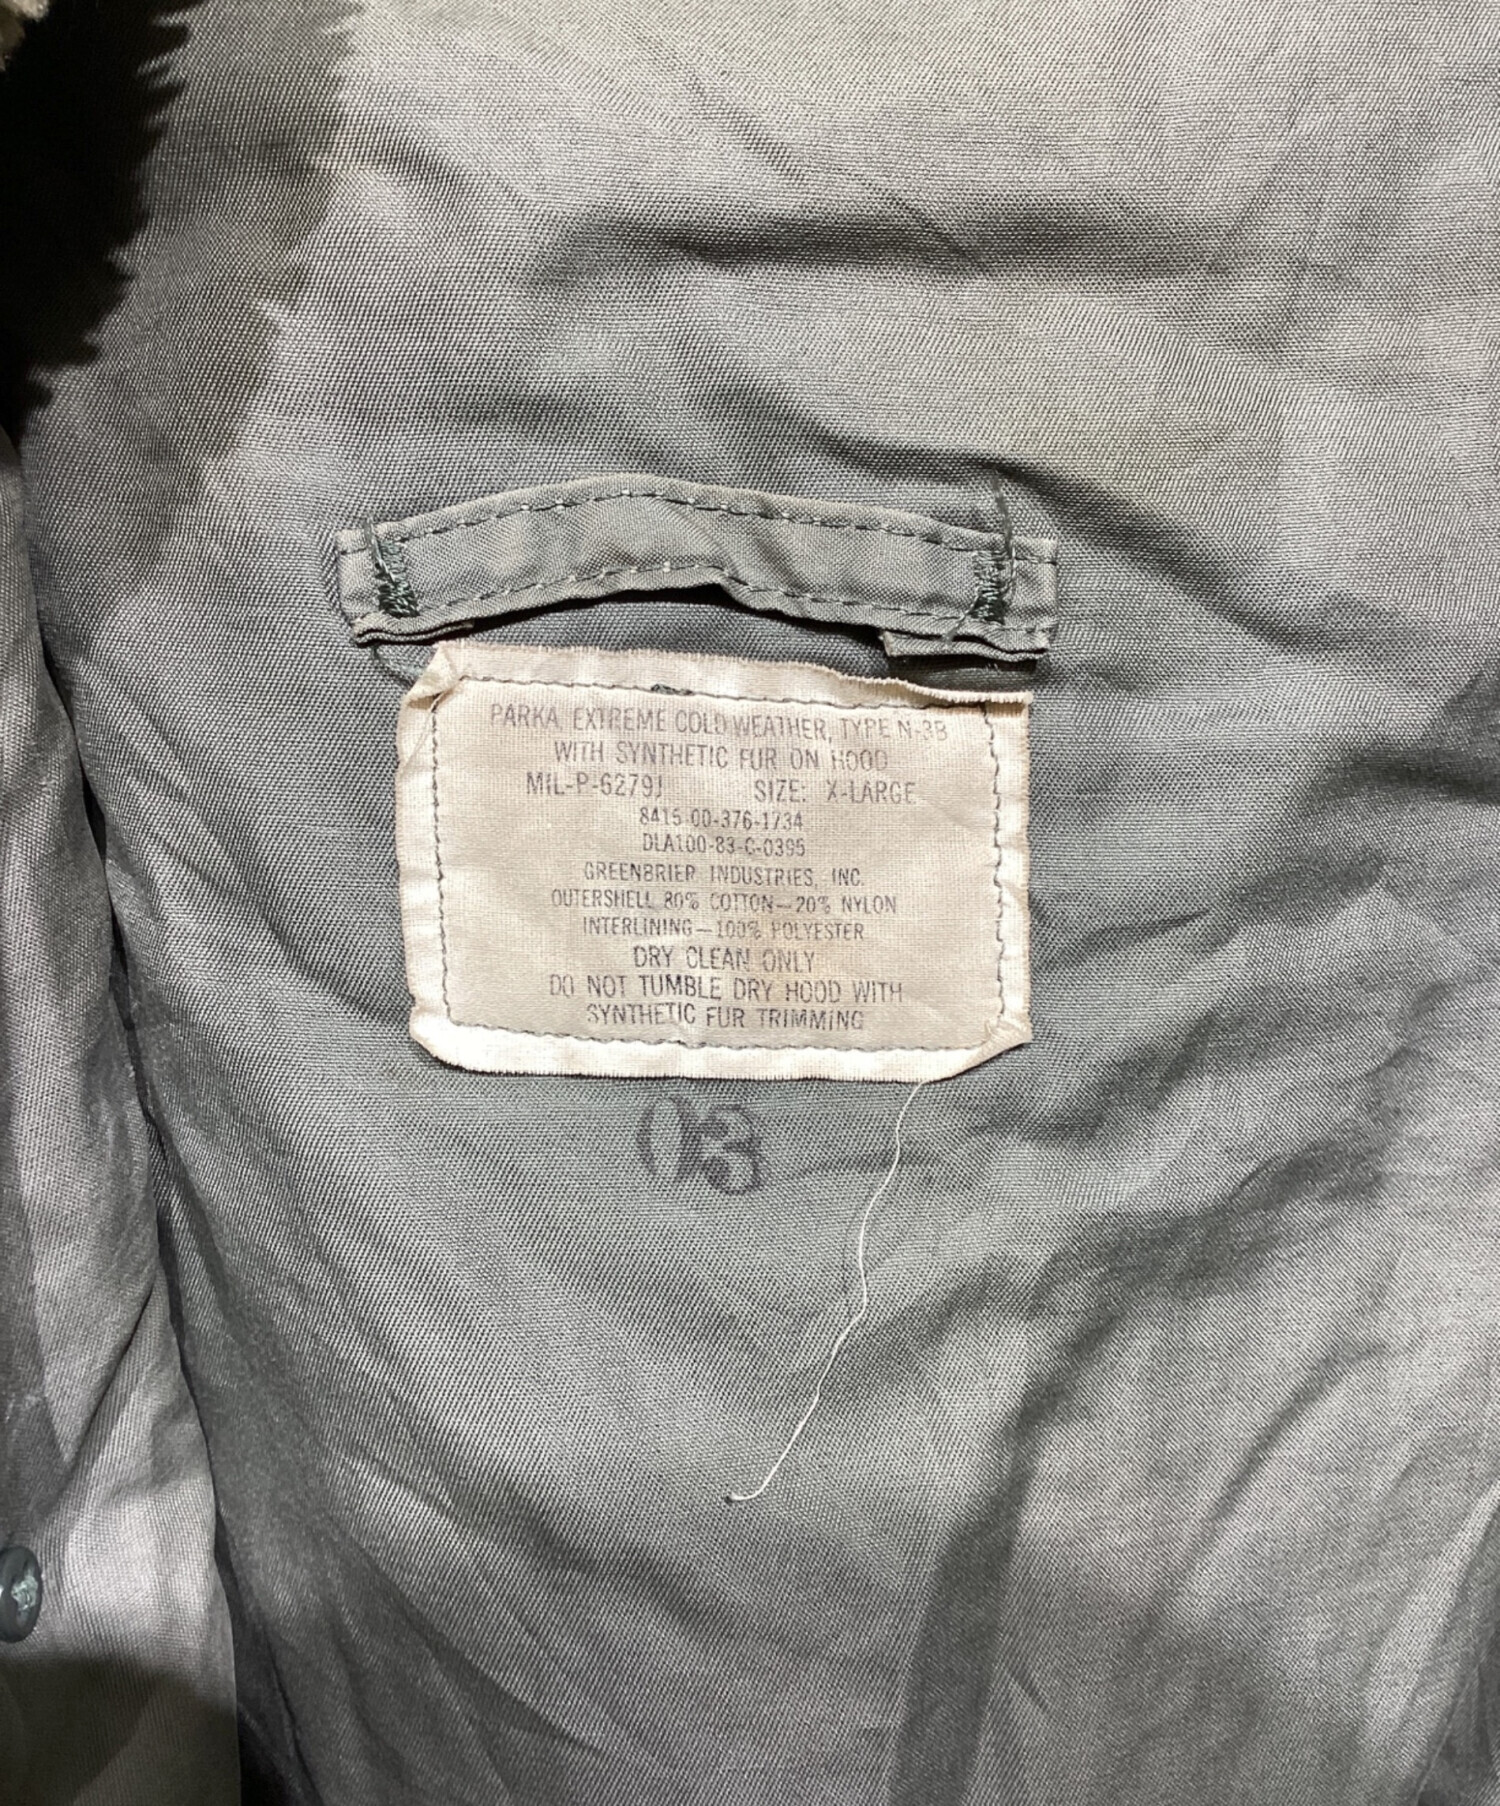 PARKA, EXTREME COLD WEATHER, TYPE N-3B
WITH SYNTHETIC FUR ON HOOD
MIL-P-6279J SIZE: X-LARGE
8415-00-376-1734
DLA100-83-C-0395
GREENBRIER INDUSTRIES, INC.
OUTERSHELL 80% COTTON—20% NYLON
INTERLINING—100% POLYESTER
DRY CLEAN ONLY
DO NOT TUMBLE DRY HOOD WITH
SYNTHETIC FUR TRIMMING
03